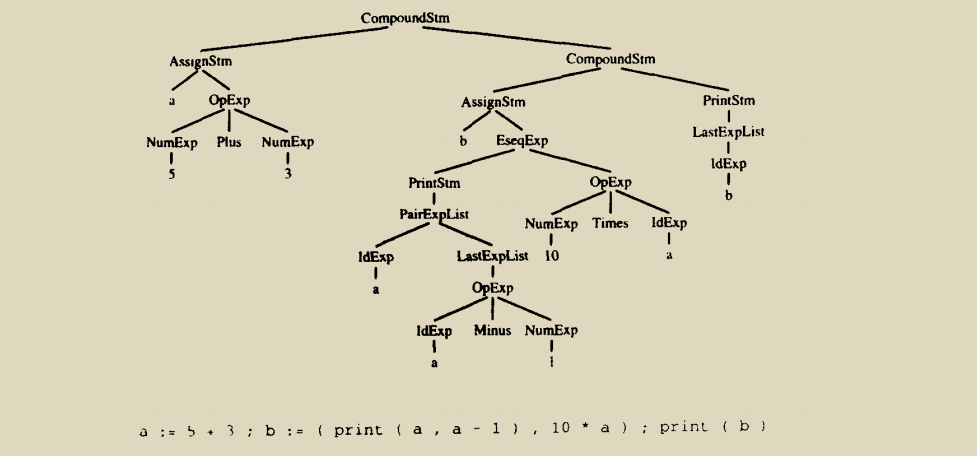 CompoundStm
AssignStm CompoundStm
a OpExp AssignStm PrintStm
NumExp Plus NumExp b EseqExp LastExpList
5 3 PrintStm OpExp IdExp
PairExpList NumExp Times IdExp b
IdExp LastExpList 10 a
a OpExp
IdExp Minus NumExp
a 1
a := 5 + 3 ; b := ( print ( a , a - 1 ) , 10 * a ) ; print ( b )